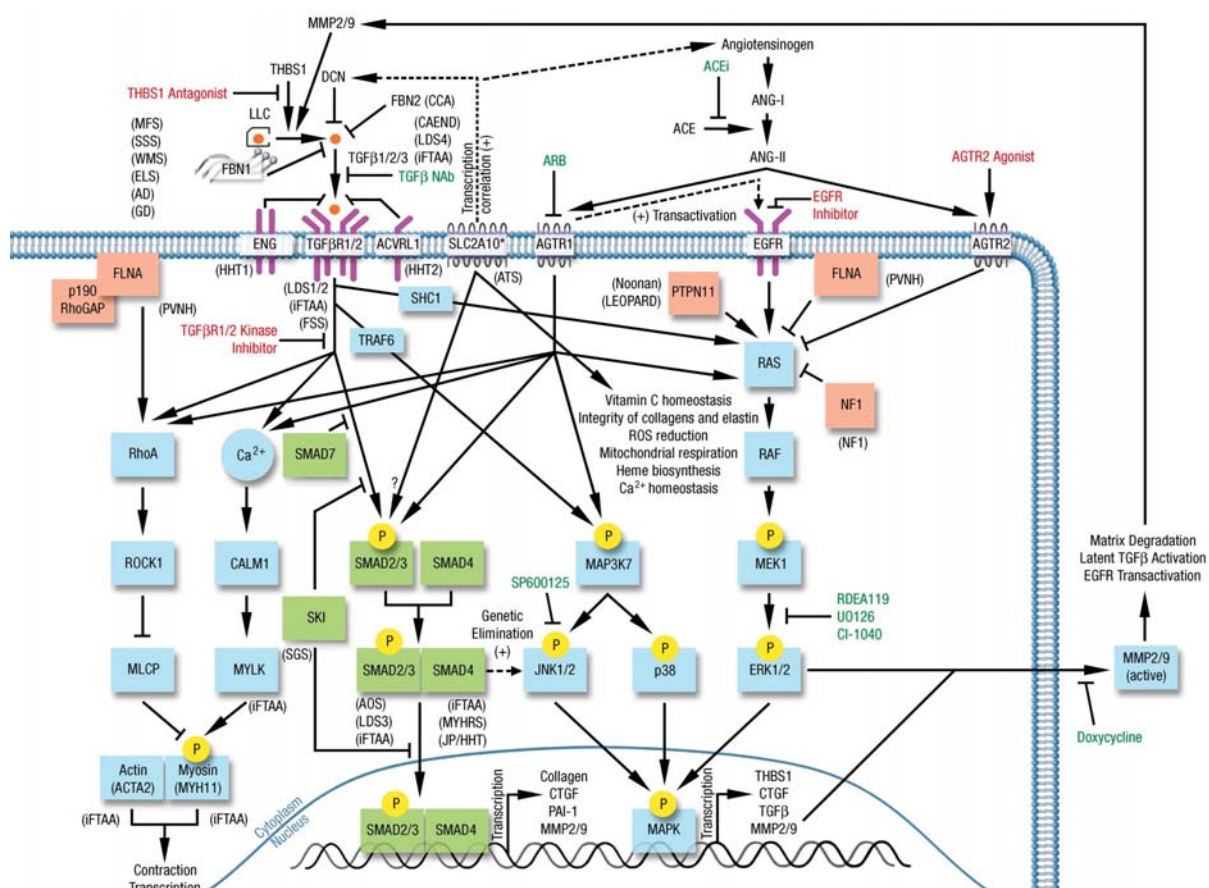 MMP2/9
THBS1
DCN
Angiotensinogen
ACEi
THBS1 Antagonist
LLC
FBN2 (CCA)
ANG-I
(MFS)
(SSS)
(WMS)
(ELS)
(AD)
(GD)
FBN1
(CAEND)
(LDS4)
(iFTAA)
TGFβ1/2/3
TGFβ NAb
Transcription
correlation (+)
ACE
ANG-II
ARB
AGTR2 Agonist
(+) Transactivation
EGFR
Inhibitor
ENG
TGFβR1/2
ACVRL1
SLC2A10*
AGTR1
EGFR
AGTR2
(HHT1)
(HHT2)
(ATS)
FLNA
p190
RhoGAP
(PVNH)
(LDS1/2)
(iFTAA)
(FSS)
SHC1
(Noonan)
(LEOPARD)
PTPN11
FLNA
(PVNH)
TGFβR1/2 Kinase
Inhibitor
TRAF6
RAS
NF1
(NF1)
Vitamin C homeostasis
Integrity of collagens and elastin
ROS reduction
Mitochondrial respiration
Heme biosynthesis
Ca2+ homeostasis
RhoA
Ca2+
SMAD7
RAF
?
P
P
P
ROCK1
CALM1
SMAD2/3
SMAD4
MAP3K7
MEK1
Matrix Degradation
Latent TGFβ Activation
EGFR Transactivation
SP600125
RDEA119
UO126
CI-1040
SKI
(SGS)
Genetic
Elimination
(+)
P
P
P
P
MLCP
MYLK
(iFTAA)
SMAD2/3
SMAD4
JNK1/2
p38
ERK1/2
MMP2/9
(active)
(AOS)
(LDS3)
(iFTAA)
(iFTAA)
(MYHRS)
(JP/HHT)
Doxycycline
P
Actin
(ACTA2)
Myosin
(MYH11)
(iFTAA)
(iFTAA)
Cytoplasm
Nucleus
P
SMAD2/3
SMAD4
Transcription
Collagen
CTGF
PAI-1
MMP2/9
P
MAPK
Transcription
THBS1
CTGF
TGFβ
MMP2/9
Contraction
Transcription